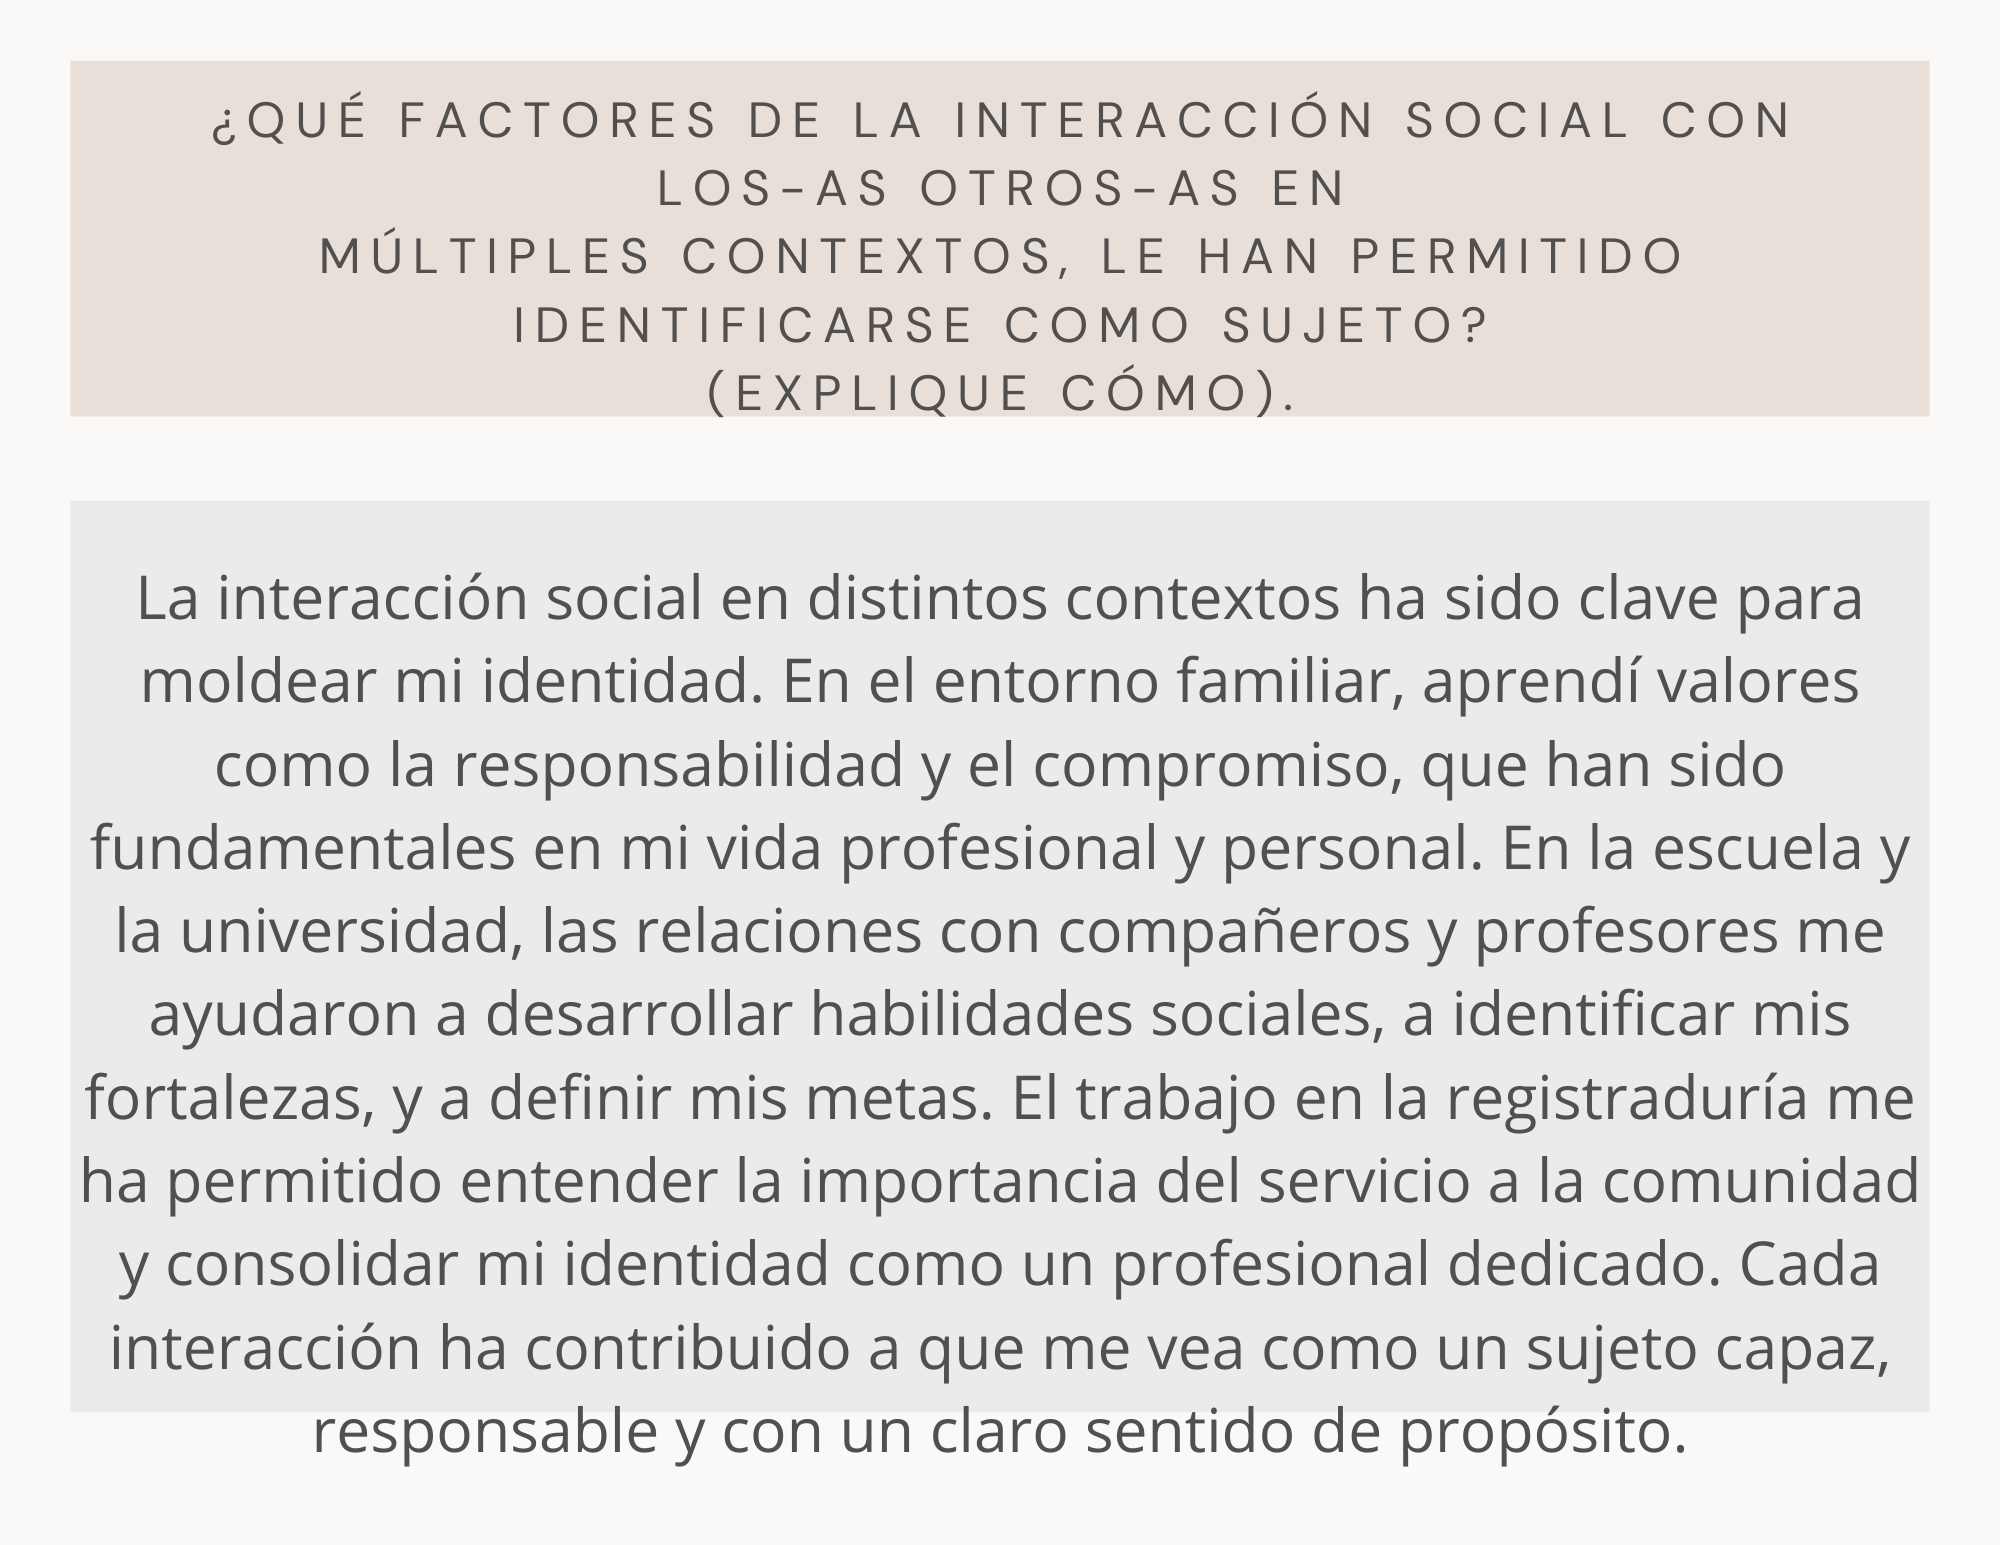 ¿QUÉ FACTORES DE LA INTERACCIÓN SOCIAL CON
LOS-AS OTROS-AS EN
MÚLTIPLES CONTEXTOS, LE HAN PERMITIDO
IDENTIFICARSE COMO SUJETO?
(EXPLIQUE CÓMO).
La interacción social en distintos contextos ha sido clave para
moldear mi identidad. En el entorno familiar, aprendí valores
como la responsabilidad y el compromiso, que han sido
fundamentales en mi vida profesional y personal. En la escuela y
la universidad, las relaciones con compañeros y profesores me
ayudaron a desarrollar habilidades sociales, a identificar mis
fortalezas, y a definir mis metas. El trabajo en la registraduría me
ha permitido entender la importancia del servicio a la comunidad
y consolidar mi identidad como un profesional dedicado. Cada
interacción ha contribuido a que me vea como un sujeto capaz,
responsable y con un claro sentido de propósito.